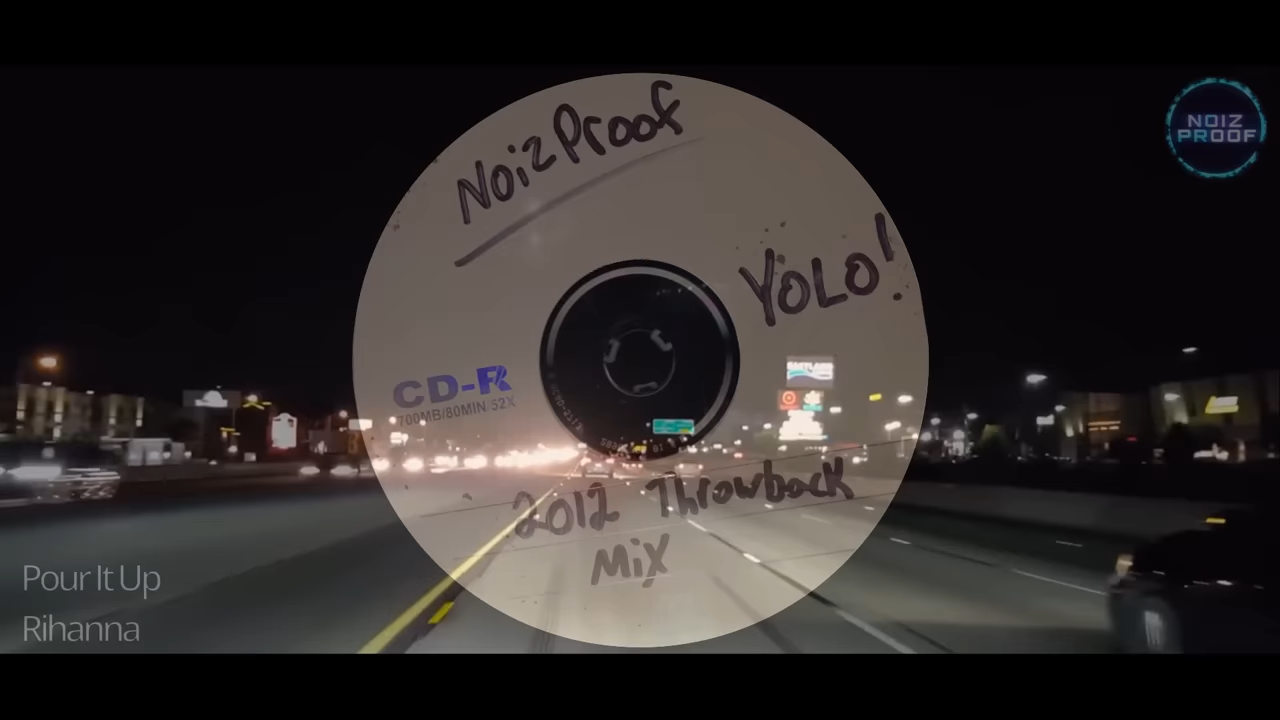 NoizProof
NOIZ
PROOF
YOLO!
CD-R
700MB/80MIN 52X
2012 Throwback
Mix
Pour It Up
Rihanna